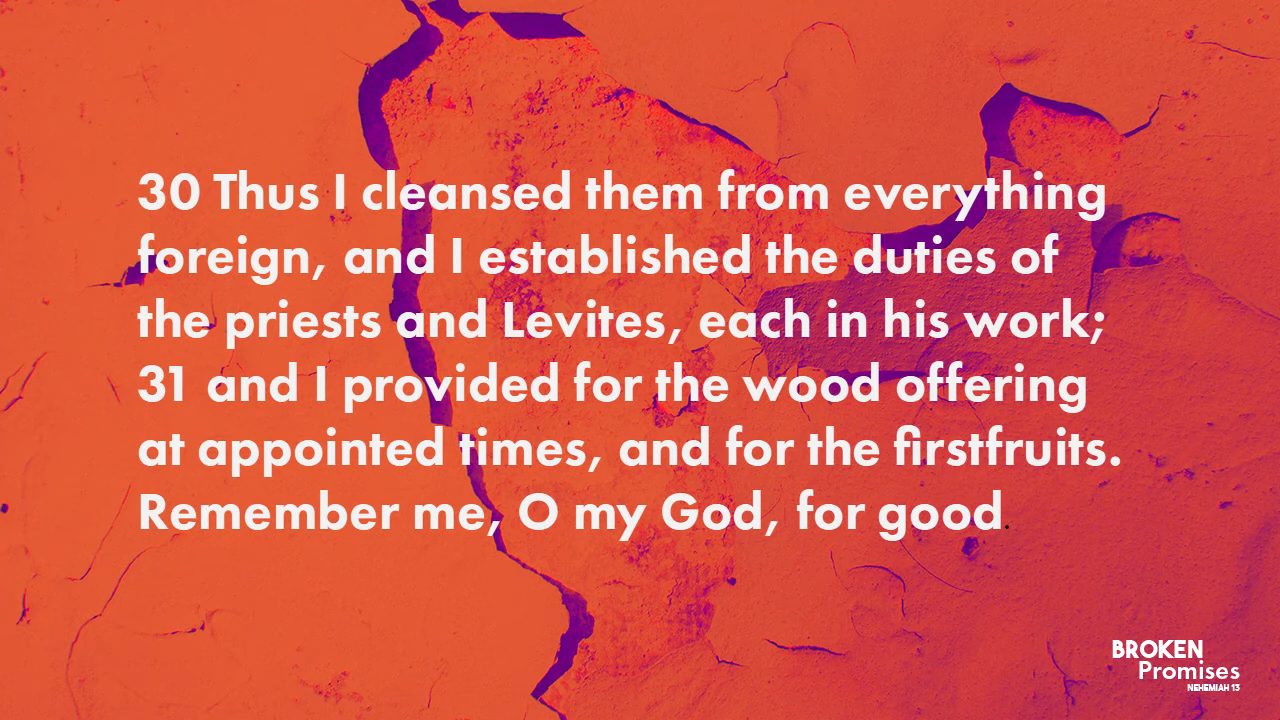 30 Thus I cleansed them from everything
foreign, and I established the duties of
the priests and Levites, each in his work;
31 and I provided for the wood offering
at appointed times, and for the firstfruits.
Remember me, O my God, for good.
BROKEN
Promises
NEHEMIAH 13